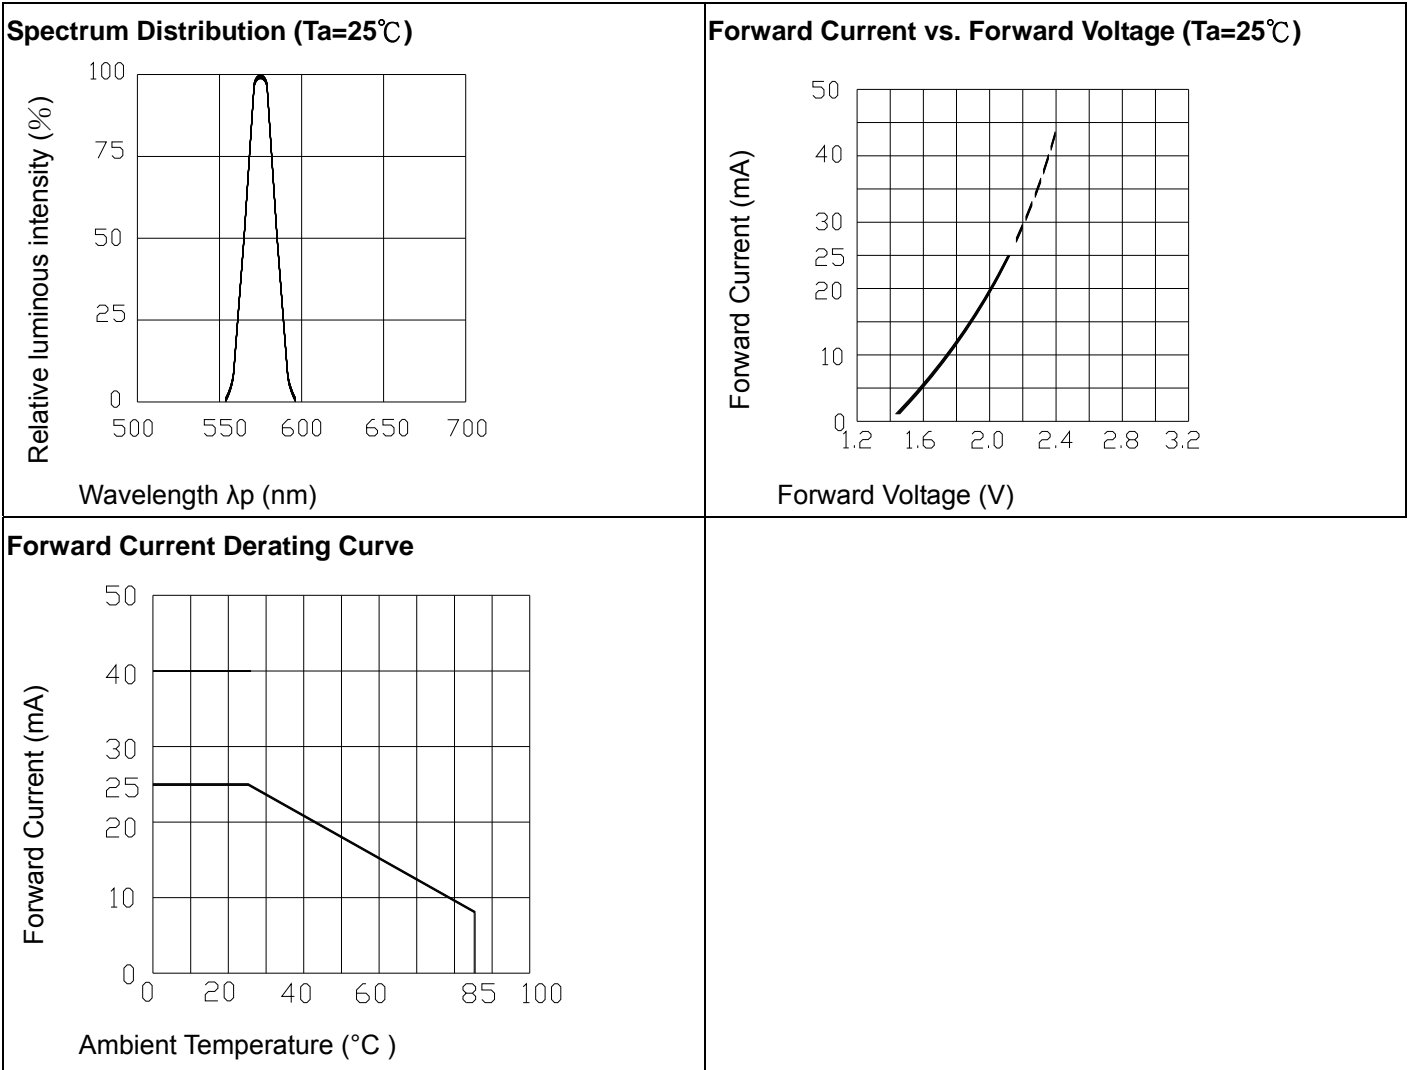 Spectrum Distribution (Ta=25℃)
Relative luminous intensity (%)
100
75
50
25
0
500 550 600 650 700
Wavelength λp (nm)
Forward Current vs. Forward Voltage (Ta=25℃)
Forward Current (mA)
50
40
30
25
20
10
0
1.2 1.6 2.0 2.4 2.8 3.2
Forward Voltage (V)
Forward Current Derating Curve
Forward Current (mA)
50
40
30
25
20
10
0
0 20 40 60 85 100
Ambient Temperature (°C )